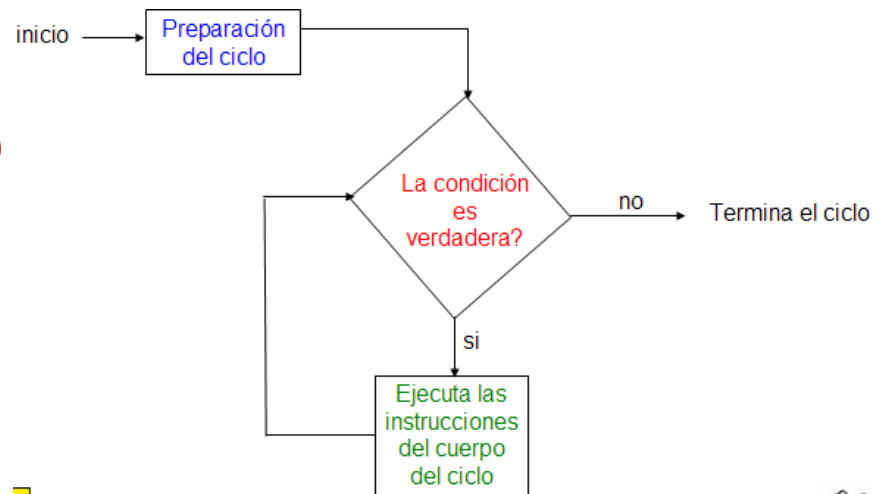 inicio
Preparación
del ciclo
La condición
es
verdadera?
no
Termina el ciclo
si
Ejecuta las
instrucciones
del cuerpo
del ciclo